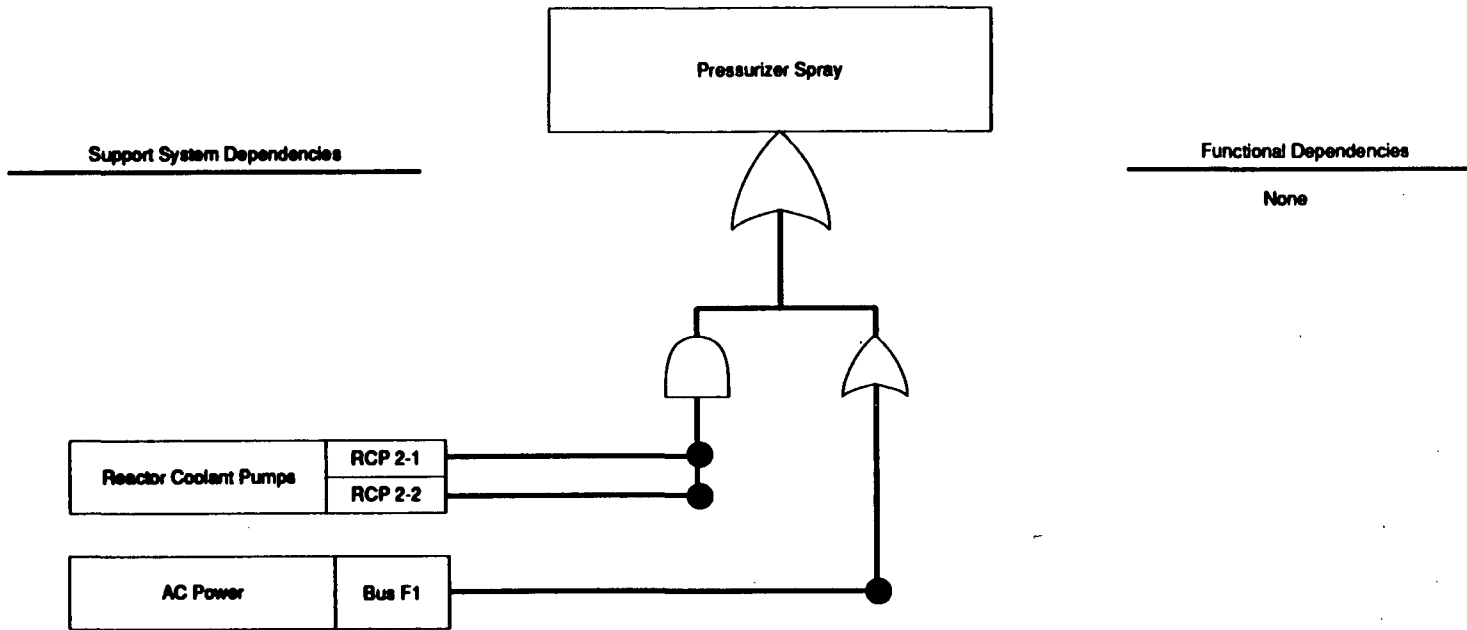 Pressurizer Spray
Support System Dependencies
Functional Dependencies
None
Reactor Coolant Pumps
RCP 2-1
RCP 2-2
AC Power
Bus F1